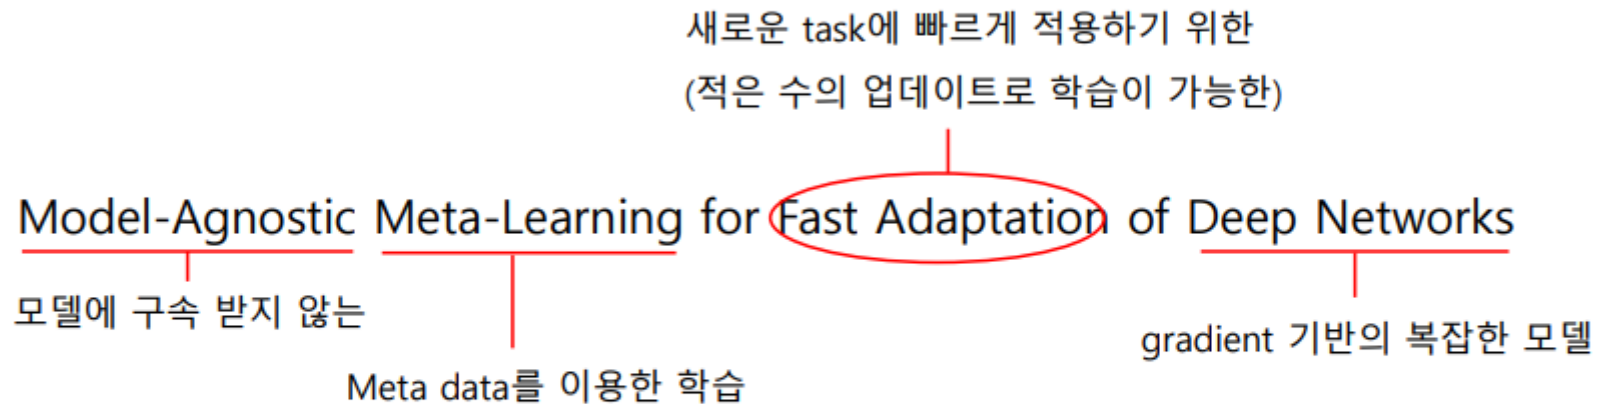 새로운 task에 빠르게 적용하기 위한
(적은 수의 업데이트로 학습이 가능한)
Model-Agnostic Meta-Learning for Fast Adaptation of Deep Networks
모델에 구속 받지 않는
gradient 기반의 복잡한 모델
Meta data를 이용한 학습